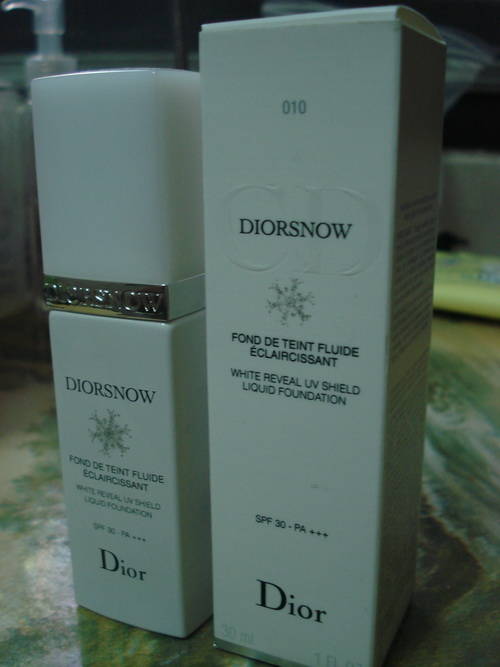 DIORSNOW
DIORSNOW
FOND DE TEINT FLUIDE
ÉCLAIRCISSANT
WHITE REVEAL UV SHIELD
LIQUID FOUNDATION
SPF 30 - PA +++
Dior
010
CD
DIORSNOW
FOND DE TEINT FLUIDE
ÉCLAIRCISSANT
WHITE REVEAL UV SHIELD
LIQUID FOUNDATION
SPF 30 - PA +++
Dior
30 ml